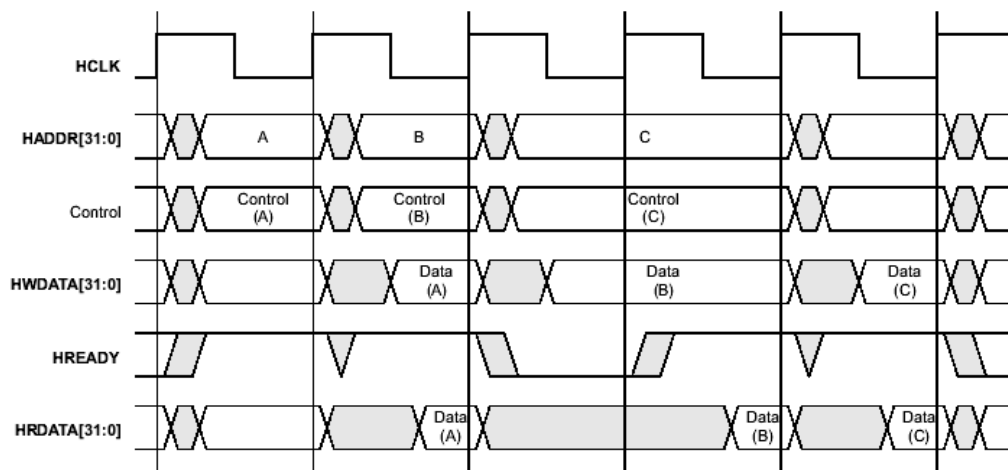 HCLK
HADDR[31:0]
A
B
C
Control
Control
(A)
Control
(B)
Control
(C)
HWDATA[31:0]
Data
(A)
Data
(B)
Data
(C)
HREADY
HRDATA[31:0]
Data
(A)
Data
(B)
Data
(C)